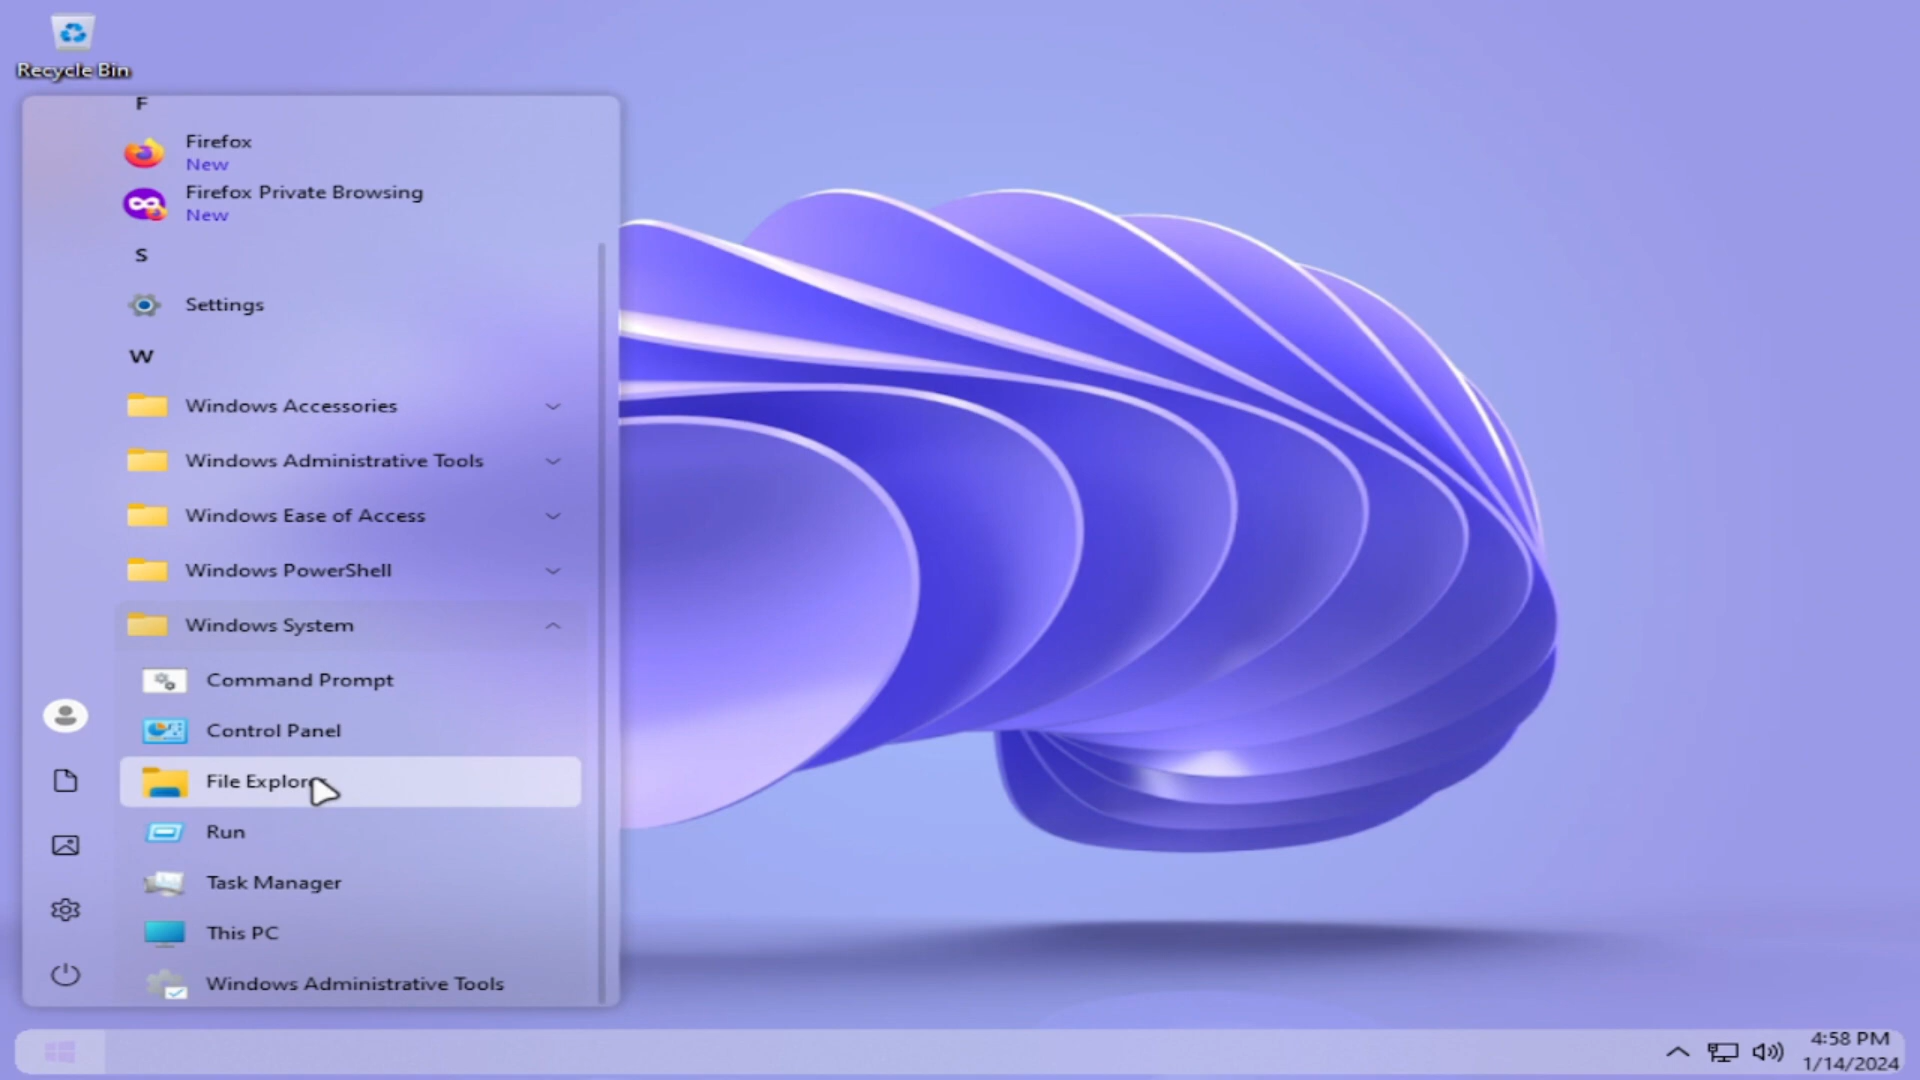 Recycle Bin
F
Firefox
New
Firefox Private Browsing
New
S
Settings
W
Windows Accessories
Windows Administrative Tools
Windows Ease of Access
Windows PowerShell
Windows System
Command Prompt
Control Panel
File Explorer
Run
Task Manager
This PC
Windows Administrative Tools
4:58 PM
1/14/2024